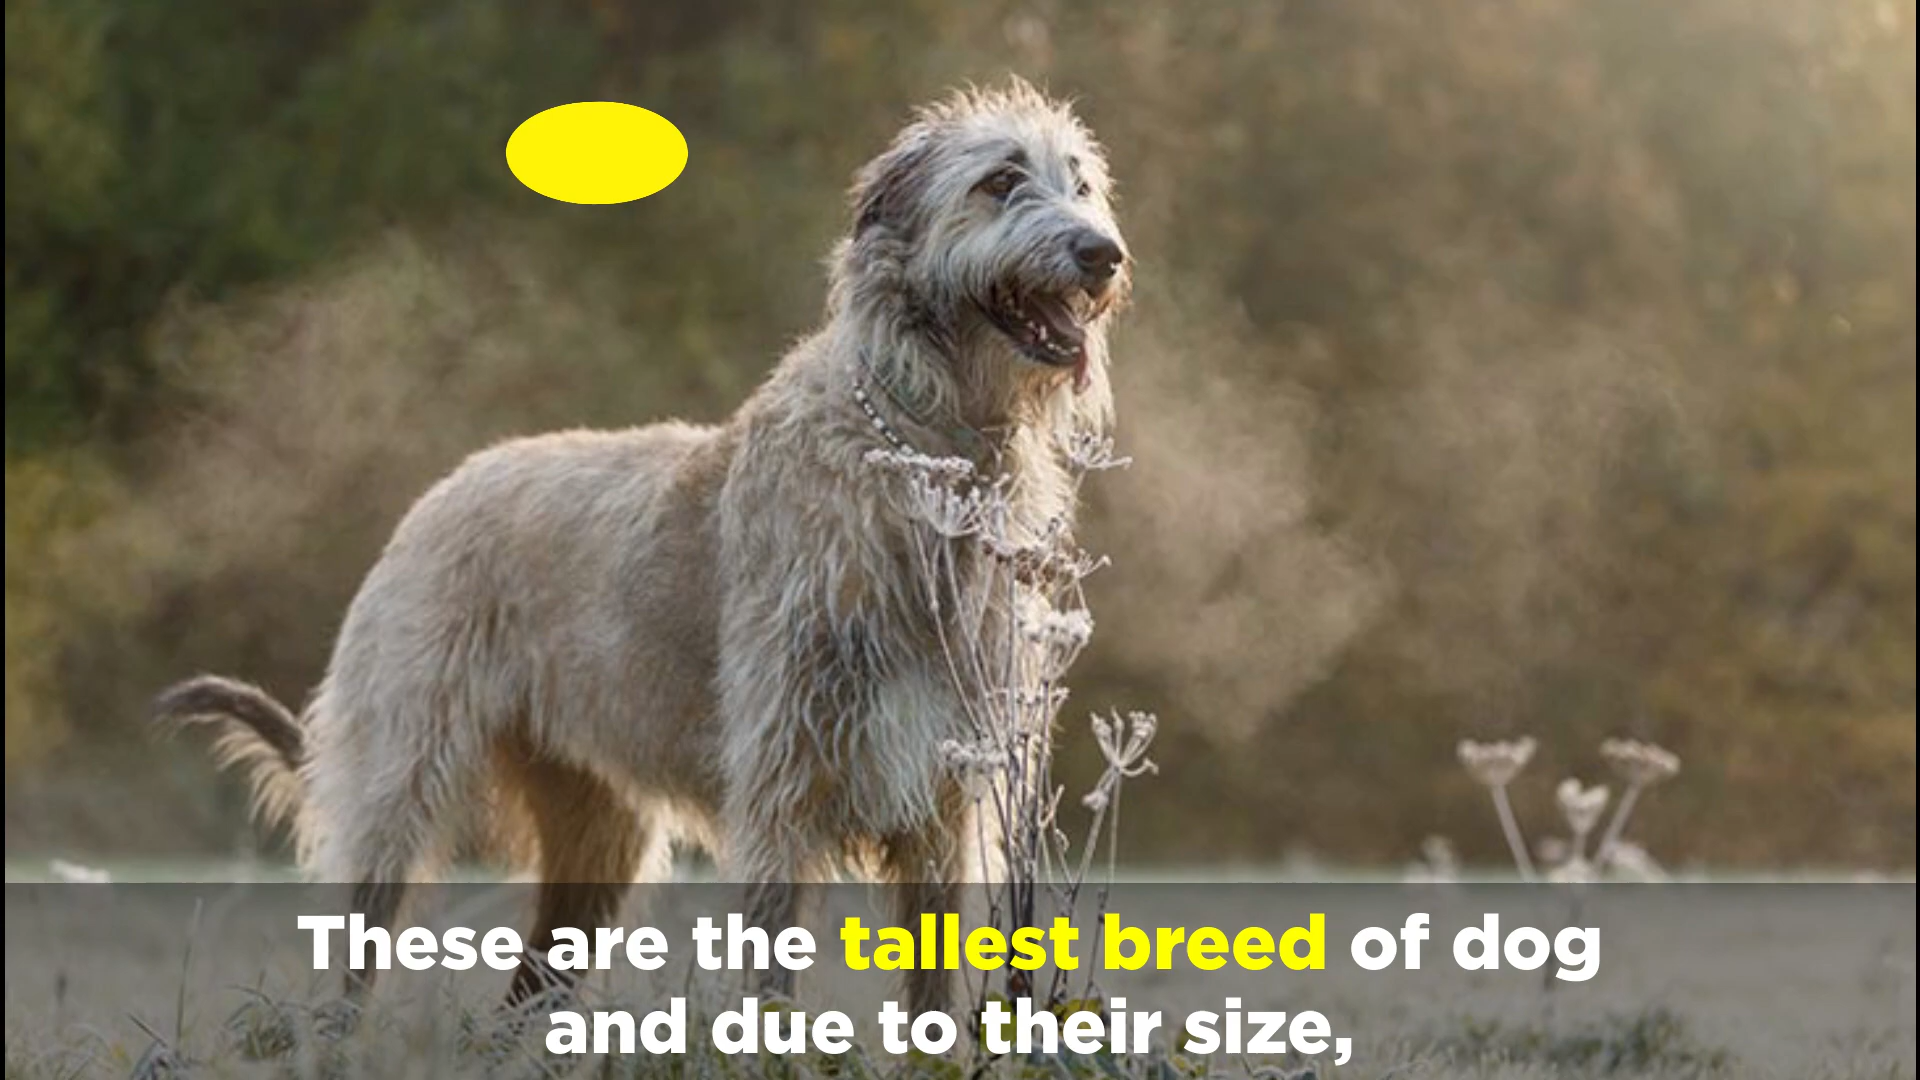 These are the tallest breed of dog
and due to their size,